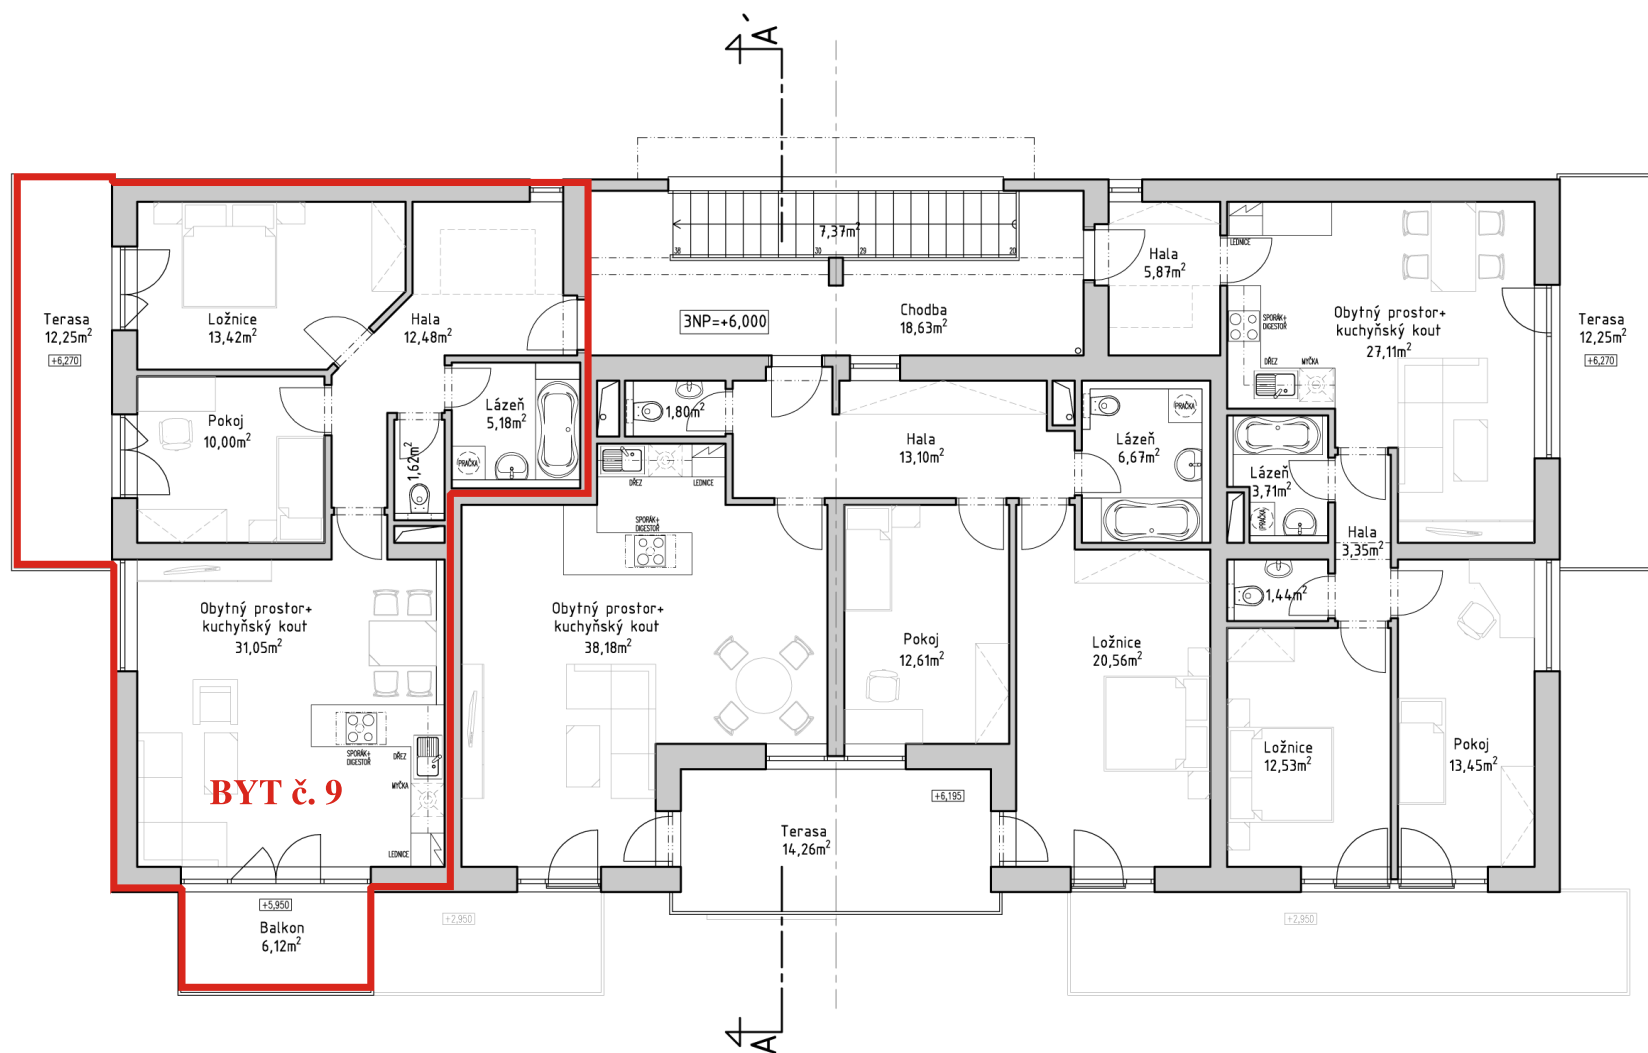 A`
7,37m²
38
30
29
20
Hala
5,87m²
LEDNICE
Terasa
12,25m²
+6,270
Ložnice
13,42m²
Hala
12,48m²
3NP=+6,000
Chodba
18,63m²
SPORÁK+
DIGESTOŘ
Obytný prostor+
kuchyňský kout
27,11m²
DŘEZ
MYČKA
Terasa
12,25m²
+6,270
Pokoj
10,00m²
Lázeň
5,18m²
PRAČKA
1,62m²
1,80m²
DŘEZ
LEDNICE
Hala
13,10m²
PRAČKA
Lázeň
6,67m²
Lázeň
3,71m²
PRAČKA
Hala
3,35m²
SPORÁK+
DIGESTOŘ
1,44m²
Obytný prostor+
kuchyňský kout
31,05m²
Obytný prostor+
kuchyňský kout
38,18m²
Pokoj
12,61m²
Ložnice
20,56m²
SPORÁK+
DIGESTOŘ
DŘEZ
MYČKA
LEDNICE
BYT č. 9
Ložnice
12,53m²
Pokoj
13,45m²
+6,195
Terasa
14,26m²
+5,950
Balkon
6,12m²
+2,950
+2,950
A